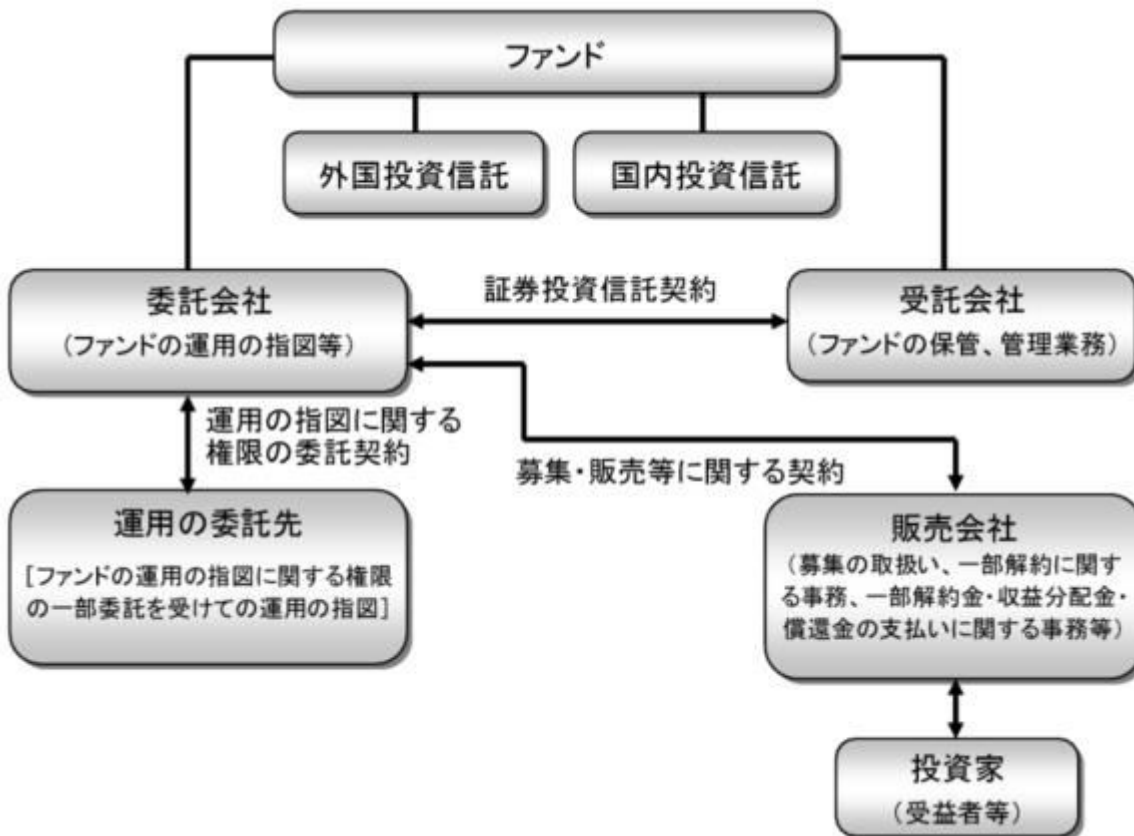 ファンド
外国投資信託
国内投資信託
委託会社
(ファンドの運用の指図等)
証券投資信託契約
受託会社
(ファンドの保管、管理業務)
運用の指図に関する
権限の委託契約
募集・販売等に関する契約
運用の委託先
[ファンドの運用の指図に関する権限
の一部委託を受けての運用の指図]
販売会社
(募集の取扱い、一部解約に関す
る事務、一部解約金・収益分配金・
償還金の支払いに関する事務等)
投資家
(受益者等)